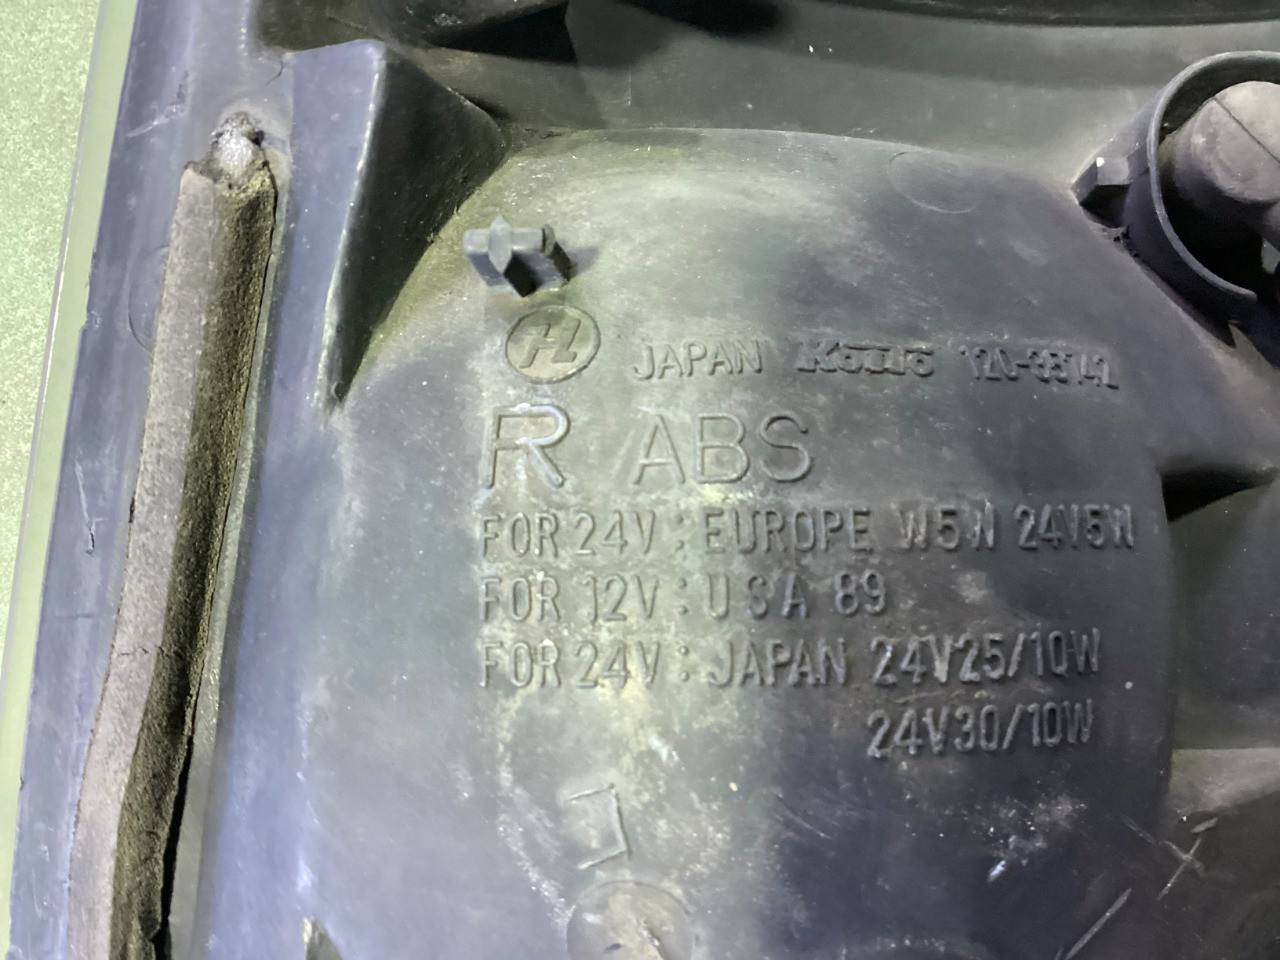 JAPAN KOITO 120-35142
R ABS
FOR 24V : EUROPE W5W 24V5W
FOR 12V : USA 89
FOR 24V : JAPAN 24V25/10W
24V30/10W